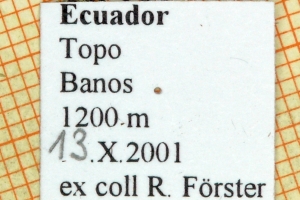 Ecuador
Topo
Banos
1200 m
13.X.2001
ex coll R. Förster